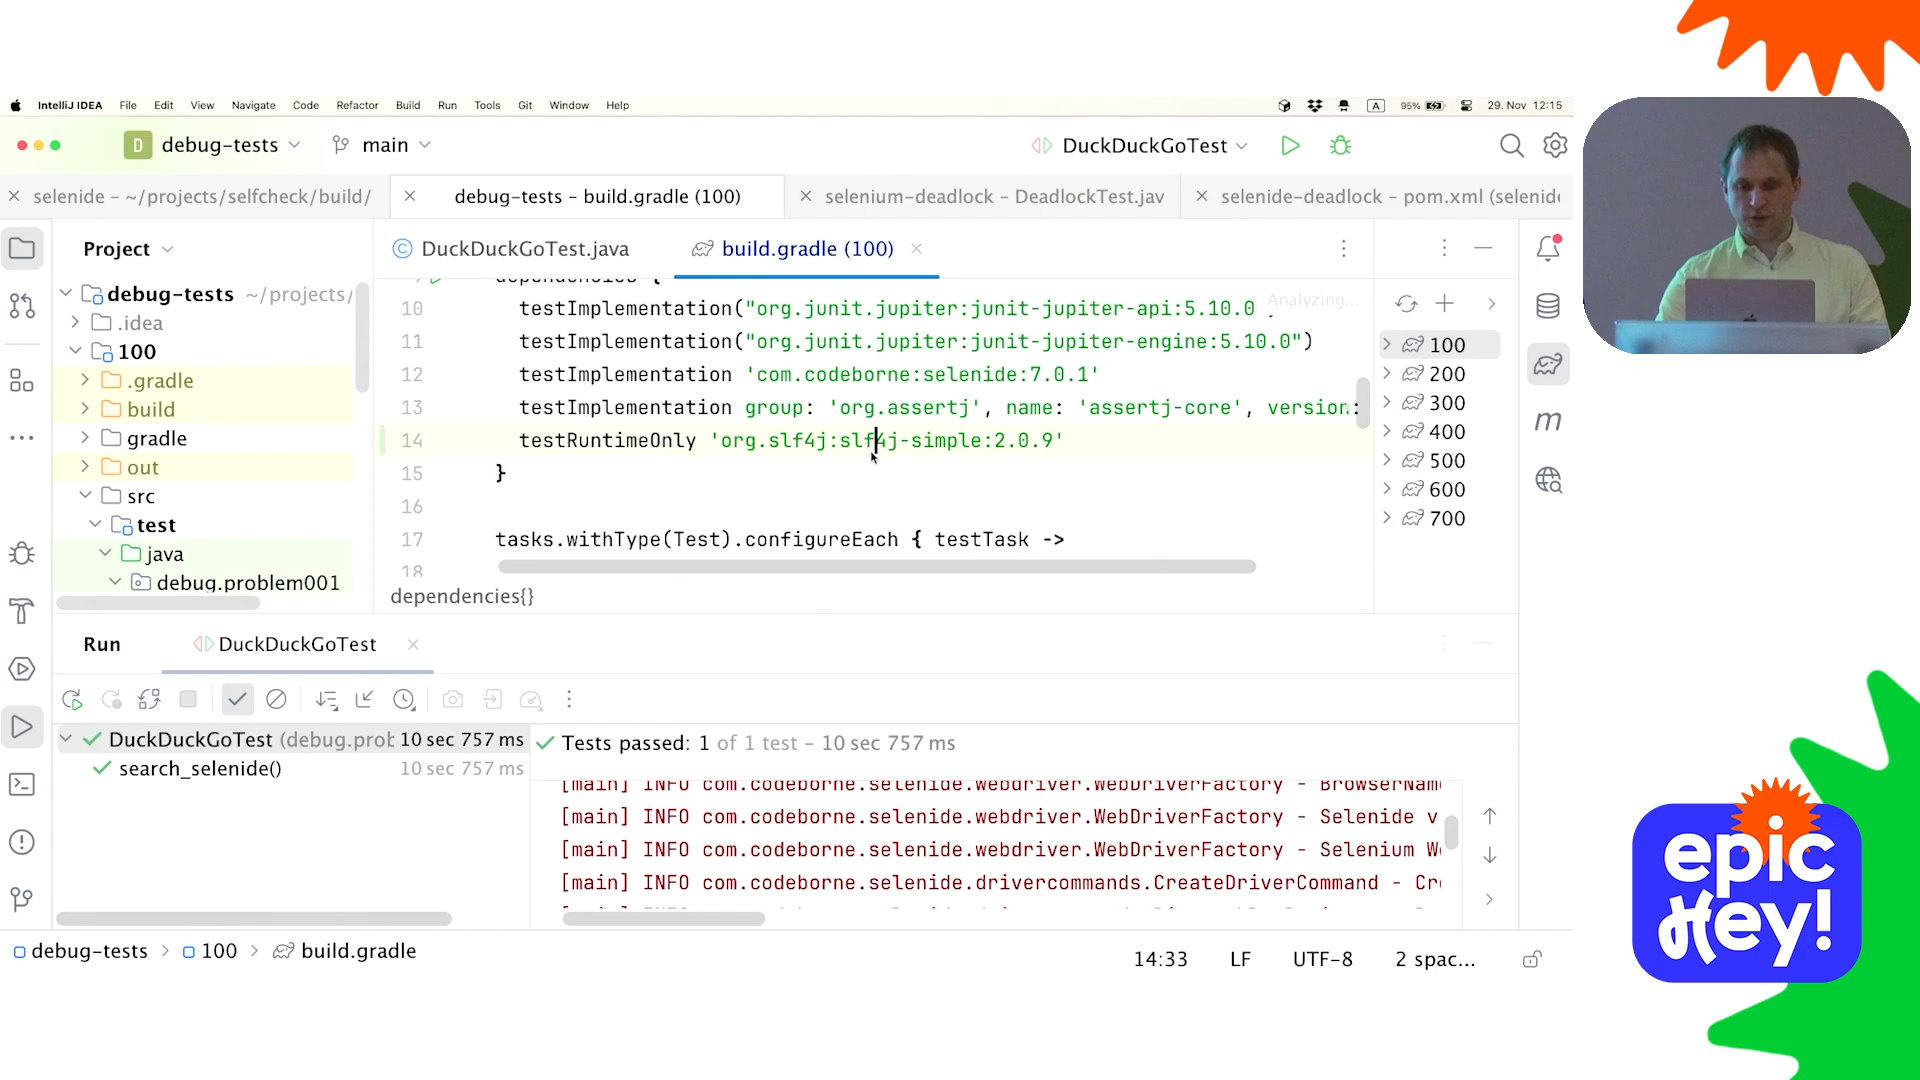 IntelliJ IDEA File Edit View Navigate Code Refactor Build Run Tools Git Window Help A 95% 29. Nov 12:15
D debug-tests main DuckDuckGoTest
selenide – ~/projects/selfcheck/build/ debug-tests – build.gradle (100) selenium-deadlock – DeadlockTest.jav selenide-deadlock – pom.xml (selenide
Project DuckDuckGoTest.java build.gradle (100)
debug-tests ~/projects/
.idea
100
.gradle
build
gradle
out
src
test
java
debug.problem001
dependencies {
Analyzing...
10 testImplementation("org.junit.jupiter:junit-jupiter-api:5.10.0
11 testImplementation("org.junit.jupiter:junit-jupiter-engine:5.10.0")
12 testImplementation 'com.codeborne:selenide:7.0.1'
13 testImplementation group: 'org.assertj', name: 'assertj-core', version:
14 testRuntimeOnly 'org.slf4j:slf4j-simple:2.0.9'
15 }
16
17 tasks.withType(Test).configureEach { testTask ->
18
dependencies{}
100
200
300
400
500
600
700
m
Run DuckDuckGoTest
DuckDuckGoTest (debug.prob 10 sec 757 ms
search_selenide() 10 sec 757 ms
Tests passed: 1 of 1 test – 10 sec 757 ms
[main] INFO com.codeborne.selenide.webdriver.WebDriverFactory - BrowserNam
[main] INFO com.codeborne.selenide.webdriver.WebDriverFactory - Selenide v
[main] INFO com.codeborne.selenide.webdriver.WebDriverFactory - Selenium W
[main] INFO com.codeborne.selenide.drivercommands.CreateDriverCommand - Cr
debug-tests > 100 > build.gradle 14:33 LF UTF-8 2 spac...
epic
Hey!